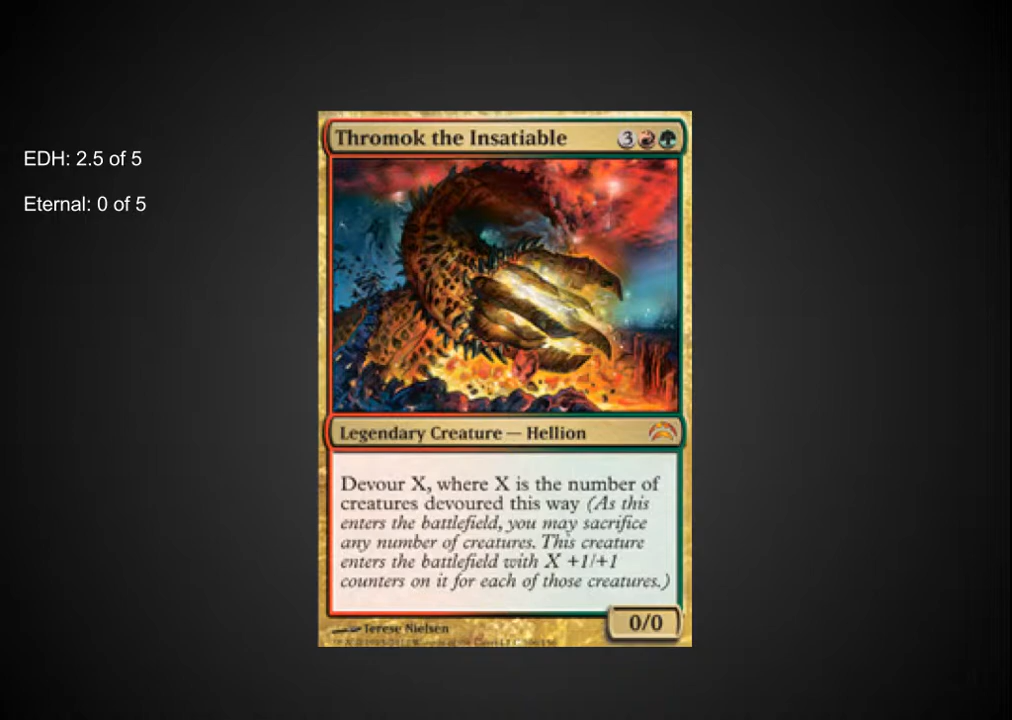 Thromok the Insatiable 3
EDH: 2.5 of 5
Eternal: 0 of 5
Legendary Creature — Hellion
Devour X, where X is the number of
creatures devoured this way (As this
enters the battlefield, you may sacrifice
any number of creatures. This creature
enters the battlefield with X +1/+1
counters on it for each of those creatures.)
0/0
Terese Nielsen